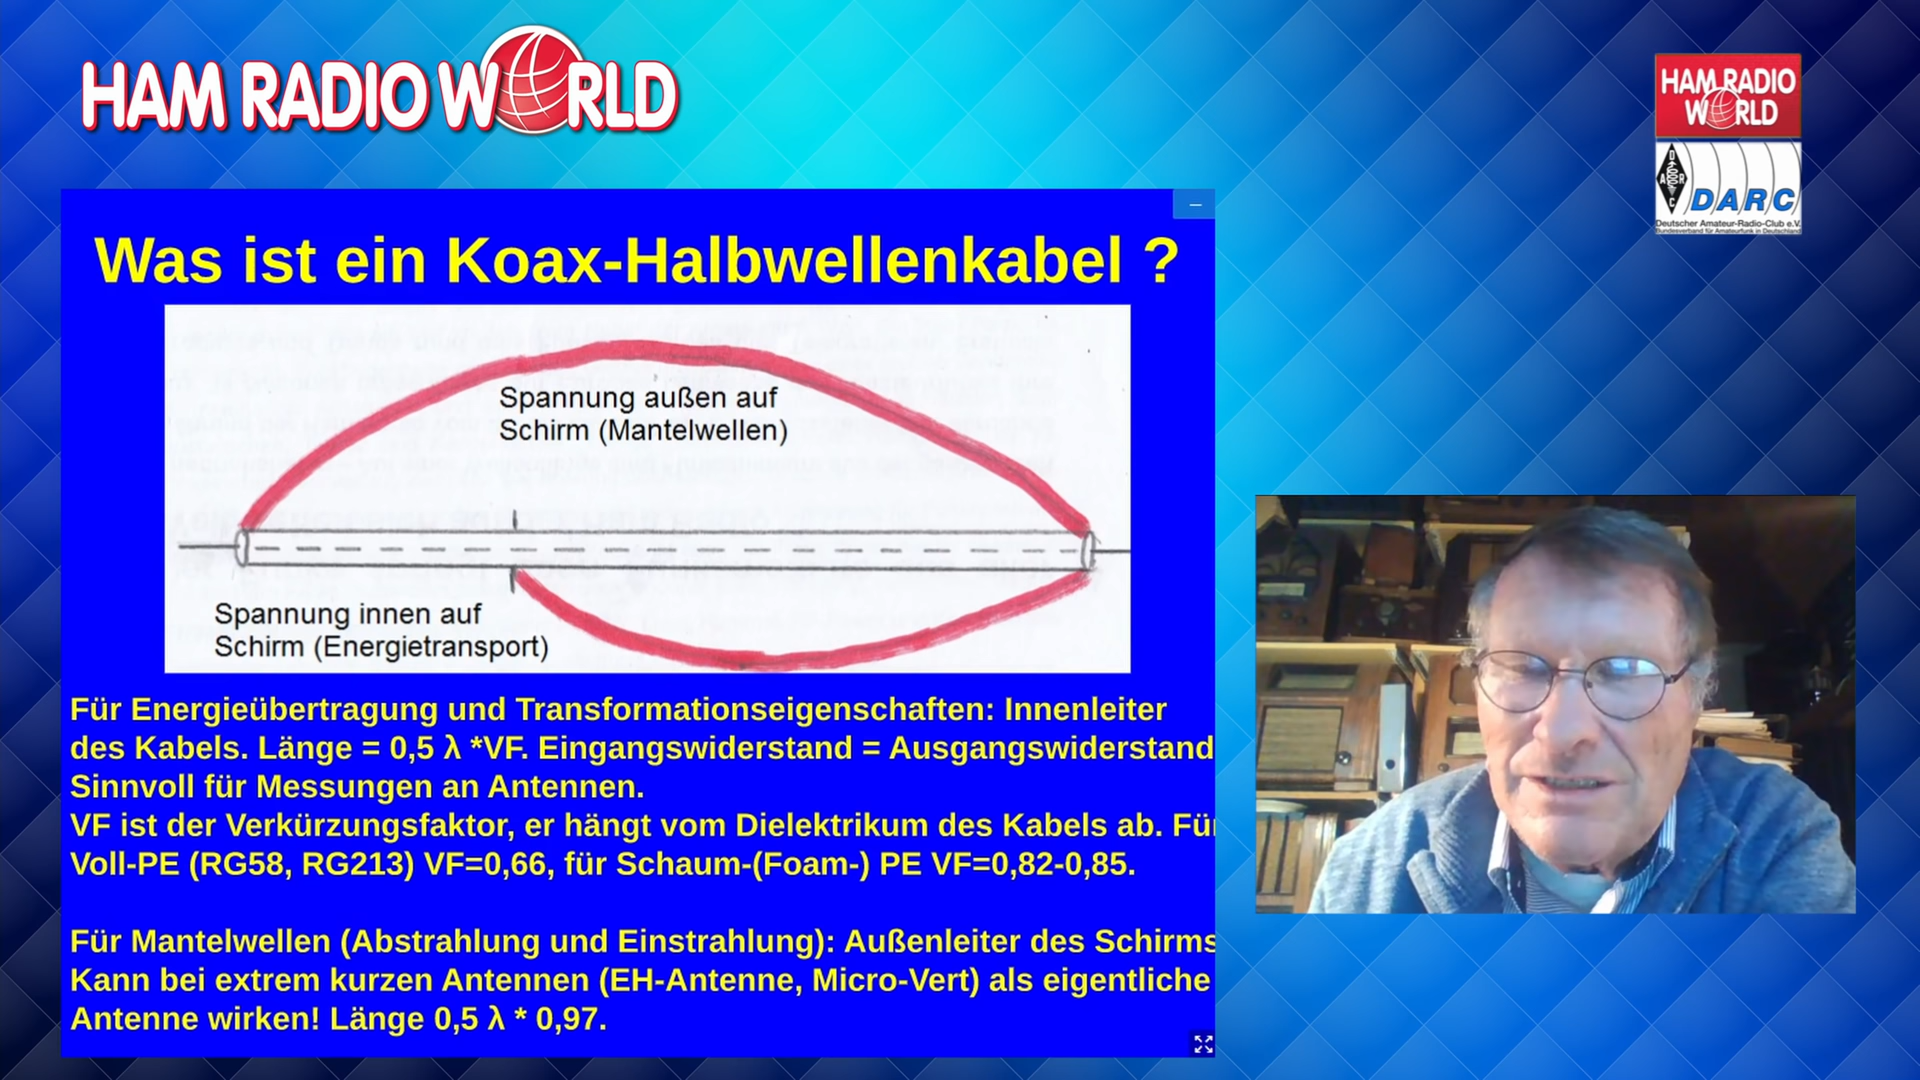 HAM RADIO WORLD
HAM RADIO
WORLD
DARC
Deutscher Amateur-Radio-Club e.V.
Bundesverband für Amateurfunk in Deutschland
Was ist ein Koax-Halbwellenkabel ?
Spannung außen auf
Schirm (Mantelwellen)
Spannung innen auf
Schirm (Energietransport)
Für Energieübertragung und Transformationseigenschaften: Innenleiter
des Kabels. Länge = 0,5 λ *VF. Eingangswiderstand = Ausgangswiderstand
Sinnvoll für Messungen an Antennen.
VF ist der Verkürzungsfaktor, er hängt vom Dielektrikum des Kabels ab. Für
Voll-PE (RG58, RG213) VF=0,66, für Schaum-(Foam-) PE VF=0,82-0,85.
Für Mantelwellen (Abstrahlung und Einstrahlung): Außenleiter des Schirms
Kann bei extrem kurzen Antennen (EH-Antenne, Micro-Vert) als eigentliche
Antenne wirken! Länge 0,5 λ * 0,97.